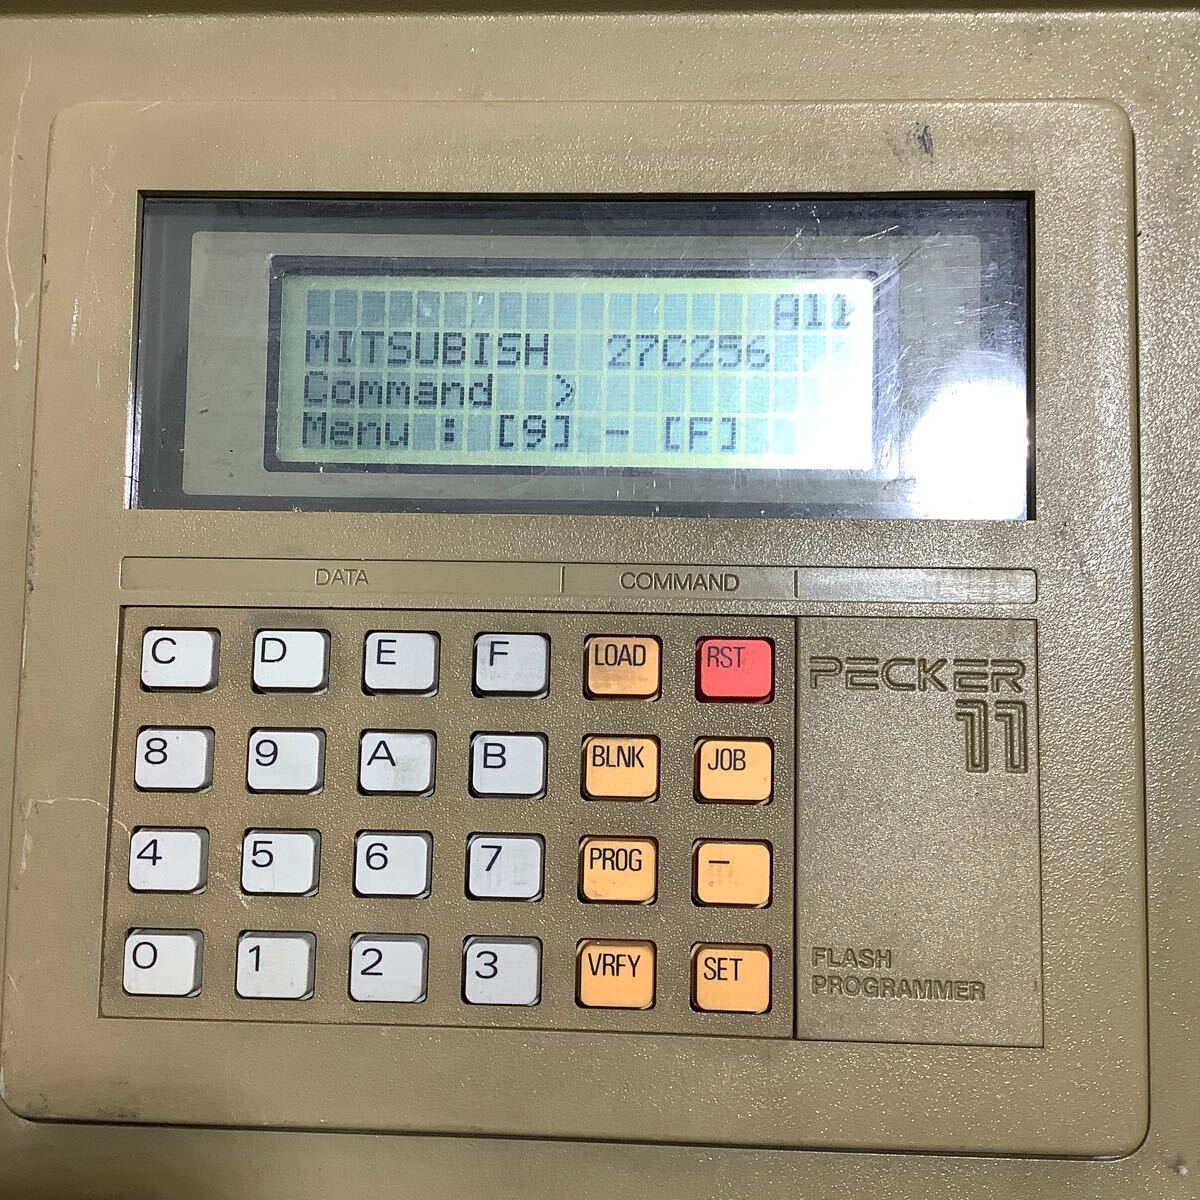 All
MITSUBISH 27C256
Command >
Menu : [9] - [F]
DATA COMMAND
C D E F LOAD RST
8 9 A B BLNK JOB
4 5 6 7 PROG -
0 1 2 3 VRFY SET
PECKER
11
FLASH
PROGRAMMER